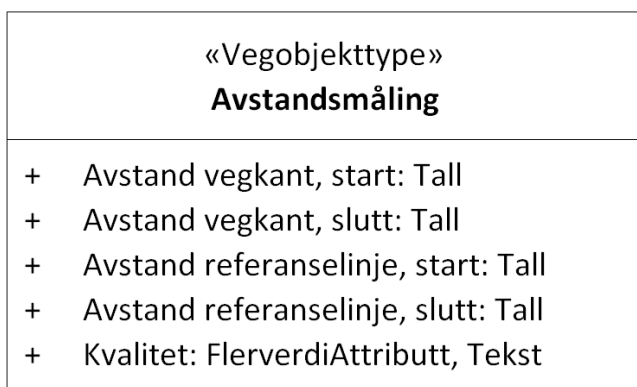 «Vegobjekttype»
Avstandsmåling
+ Avstand vegkant, start: Tall
+ Avstand vegkant, slutt: Tall
+ Avstand referanselinje, start: Tall
+ Avstand referanselinje, slutt: Tall
+ Kvalitet: FlerverdiAttributt, Tekst